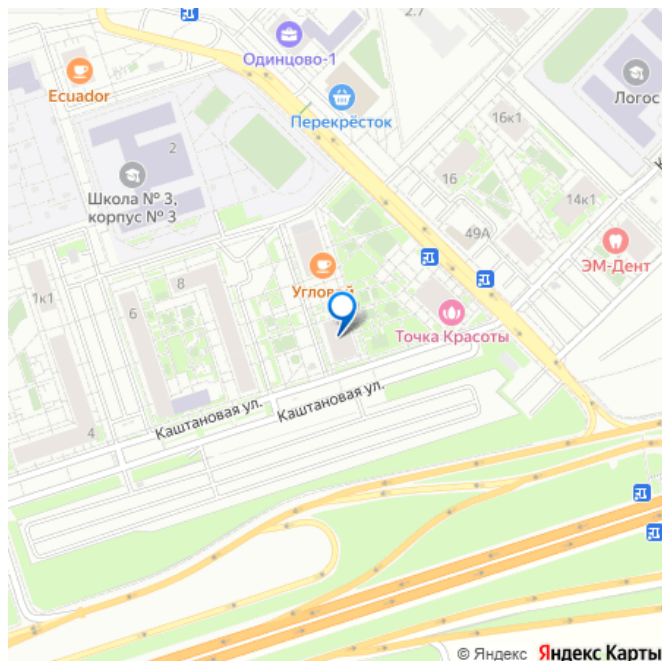 2.7
Одинцово-1
Ecuador
Перекрёсток
Логос
16к1
2
Школа № 3,
корпус № 3
16
14к1
49А
ЭМ-Дент
8
1к1
6
Точка Красоты
Каштановая ул.
Каштановая ул.
4
© Яндекс Яндекс Карты